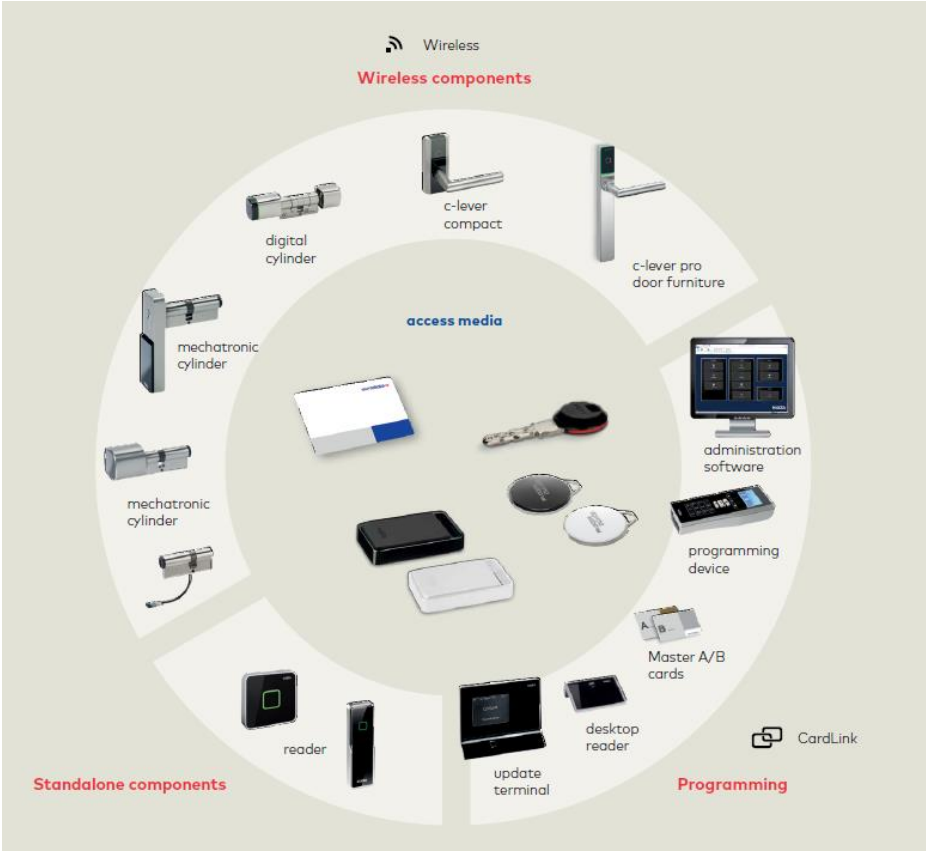 Wireless
Wireless components
c-lever
compact
digital
cylinder
c-lever pro
door furniture
access media
mechatronic
cylinder
administration
software
mechatronic
cylinder
programming
device
A
B
Master A/B
cards
desktop
reader
reader
update
terminal
CardLink
Standalone components
Programming